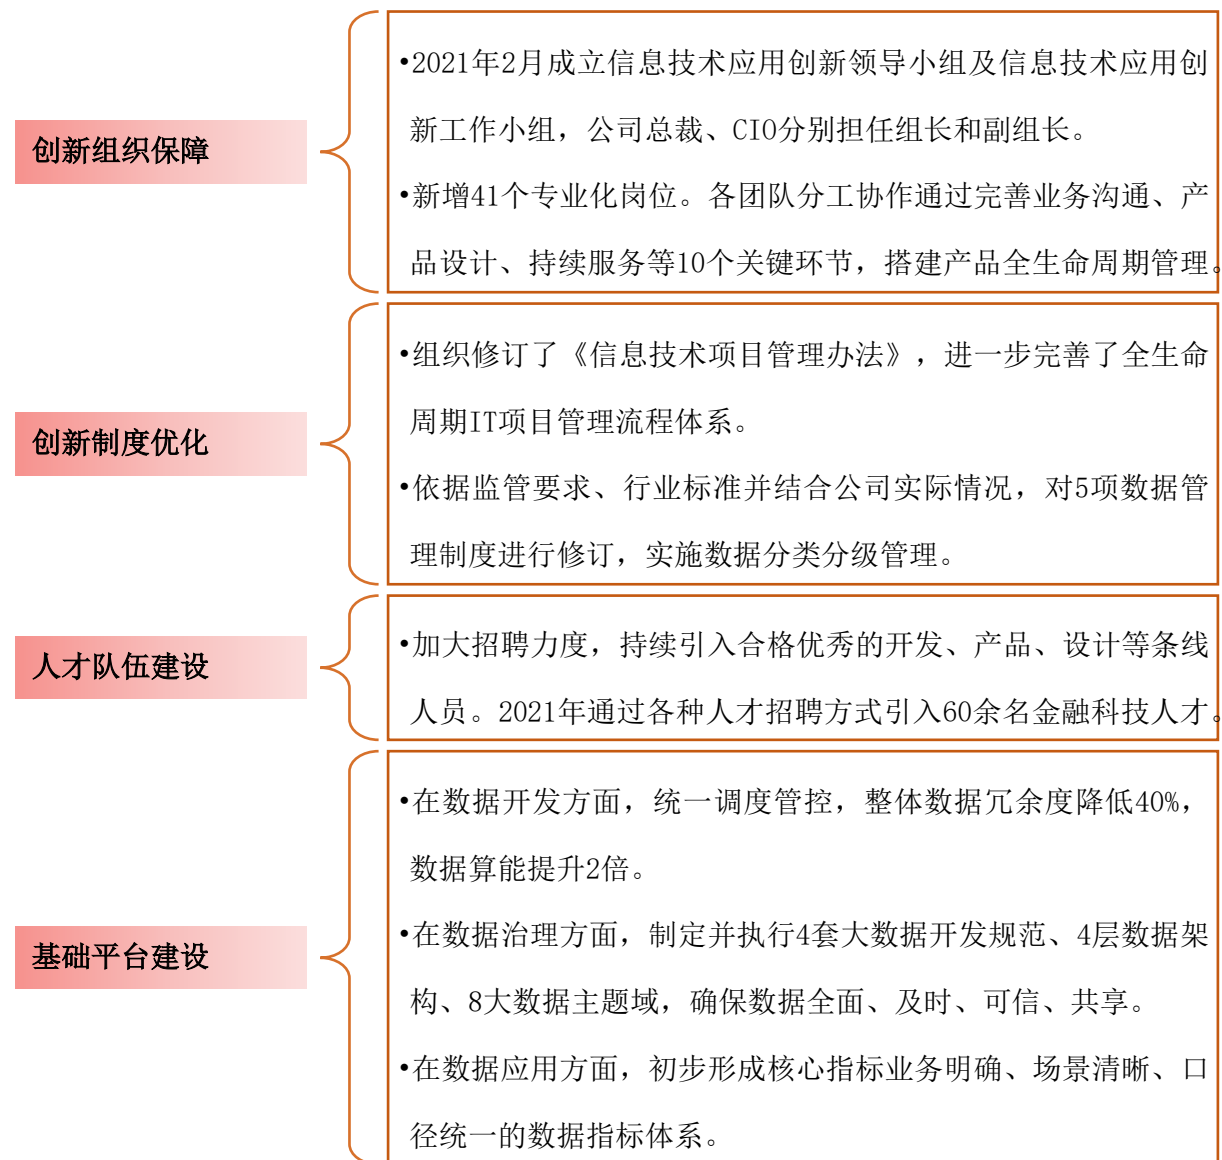 创新组织保障
•2021年2月成立信息技术应用创新领导小组及信息技术应用创
新工作小组，公司总裁、CIO分别担任组长和副组长。
•新增41个专业化岗位。各团队分工协作通过完善业务沟通、产
品设计、持续服务等10个关键环节，搭建产品全生命周期管理。
创新制度优化
•组织修订了《信息技术项目管理办法》，进一步完善了全生命
周期IT项目管理流程体系。
•依据监管要求、行业标准并结合公司实际情况，对5项数据管
理制度进行修订，实施数据分类分级管理。
人才队伍建设
•加大招聘力度，持续引入合格优秀的开发、产品、设计等条线
人员。2021年通过各种人才招聘方式引入60余名金融科技人才。
基础平台建设
•在数据开发方面，统一调度管控，整体数据冗余度降低40%，
数据算能提升2倍。
•在数据治理方面，制定并执行4套大数据开发规范、4层数据架
构、8大数据主题域，确保数据全面、及时、可信、共享。
•在数据应用方面，初步形成核心指标业务明确、场景清晰、口
径统一的数据指标体系。